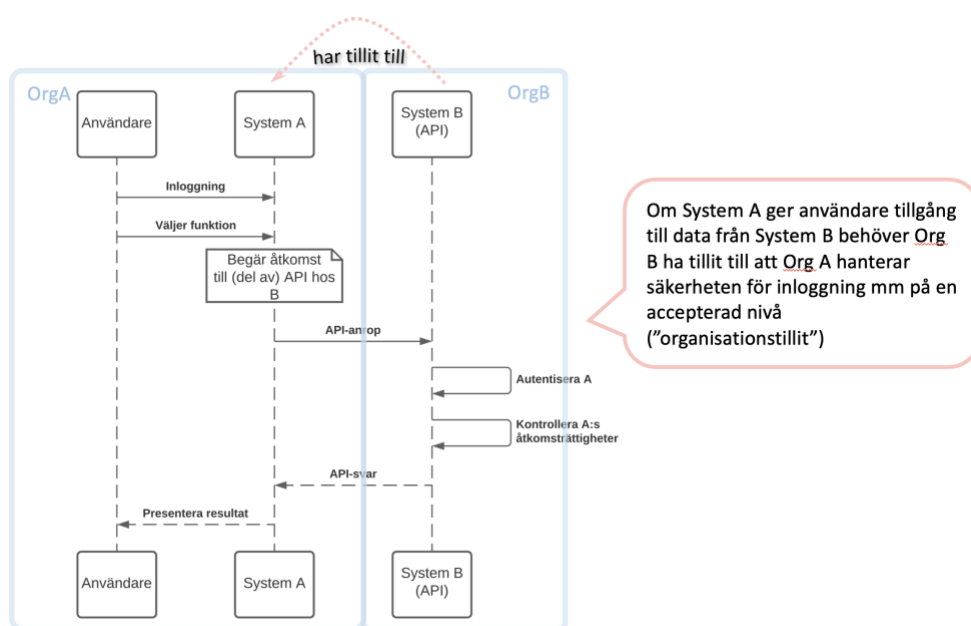 har tillit till
OrgA
OrgB
Användare
System A
System B
(API)
Inloggning
Väljer funktion
Begär åtkomst
till (del av) API hos
B
API-anrop
Autentisera A
Kontrollera A:s
åtkomsträttigheter
API-svar
Presentera resultat
Användare
System A
System B
(API)
Om System A ger användare tillgång
till data från System B behöver Org
B ha tillit till att Org A hanterar
säkerheten för inloggning mm på en
accepterad nivå
(”organisationstillit”)